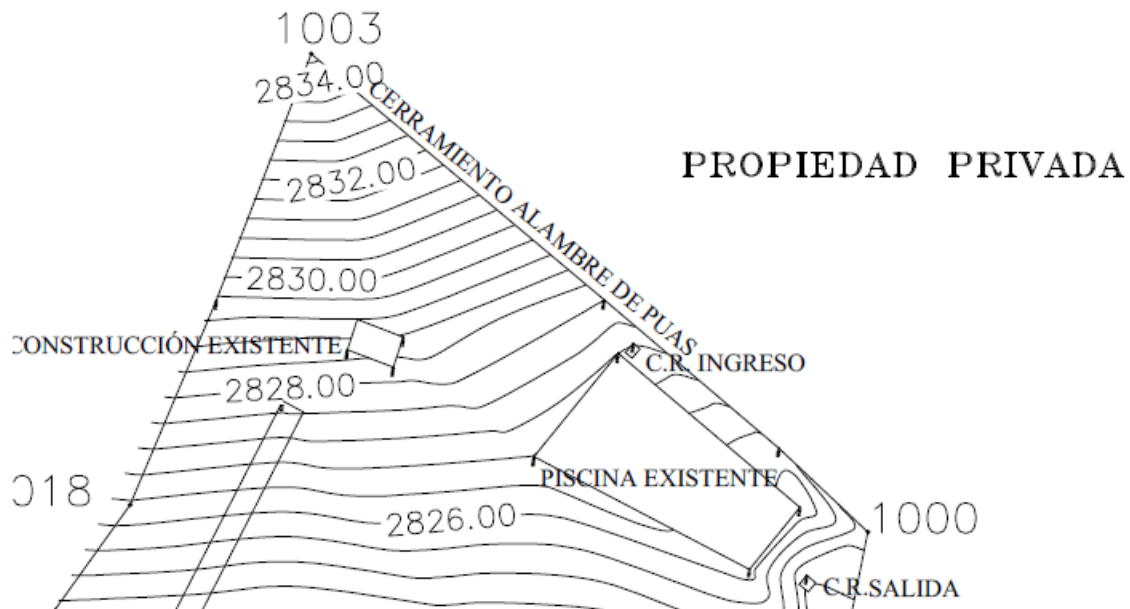 1003
2834.00
CERRAMIENTO ALAMBRE DE PUAS
PROPIEDAD PRIVADA
2832.00
2830.00
CONSTRUCCIÓN EXISTENTE
C.R. INGRESO
2828.00
PISCINA EXISTENTE
018
2826.00
1000
C.R.SALIDA